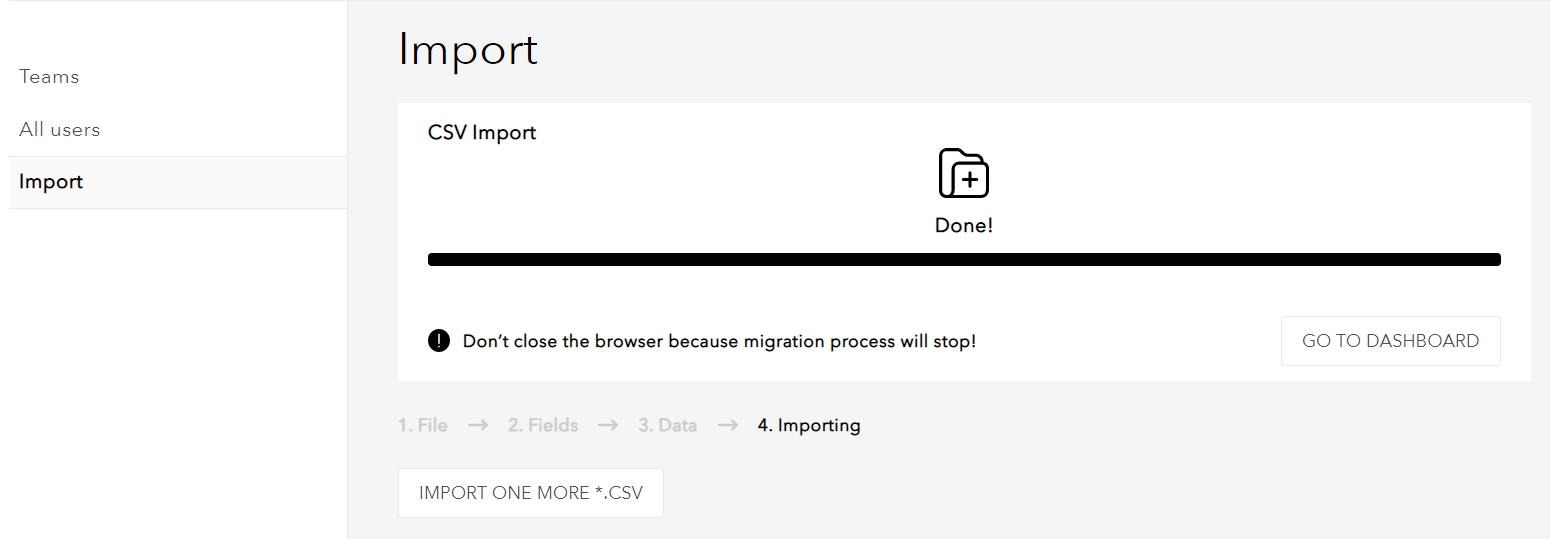 Teams
All users
Import
Import
CSV Import
Done!
Don’t close the browser because migration process will stop!
GO TO DASHBOARD
1. File → 2. Fields → 3. Data → 4. Importing
IMPORT ONE MORE *.CSV